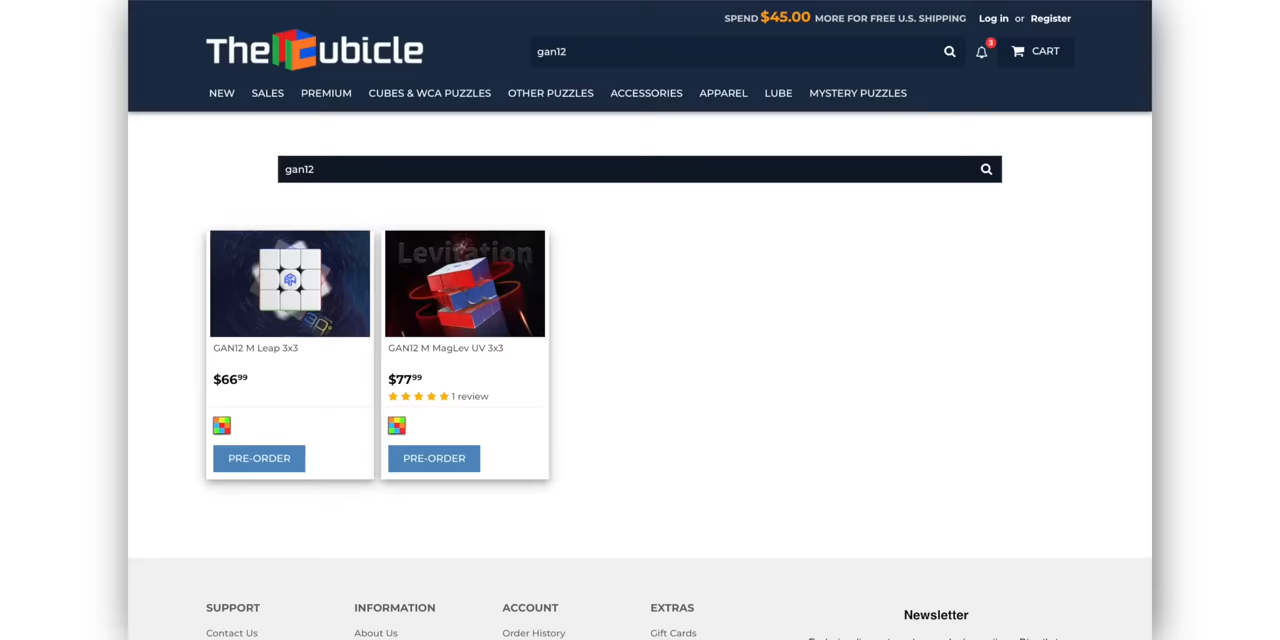 SPEND $45.00 MORE FOR FREE U.S. SHIPPING Log in or Register
TheCubicle
gan12
3
CART
NEW SALES PREMIUM CUBES & WCA PUZZLES OTHER PUZZLES ACCESSORIES APPAREL LUBE MYSTERY PUZZLES
gan12
Levitation
GAN12 M Leap 3x3
$66.99
PRE-ORDER
GAN12 M MagLev UV 3x3
$77.99
1 review
PRE-ORDER
SUPPORT
Contact Us
INFORMATION
About Us
ACCOUNT
Order History
EXTRAS
Gift Cards
Newsletter